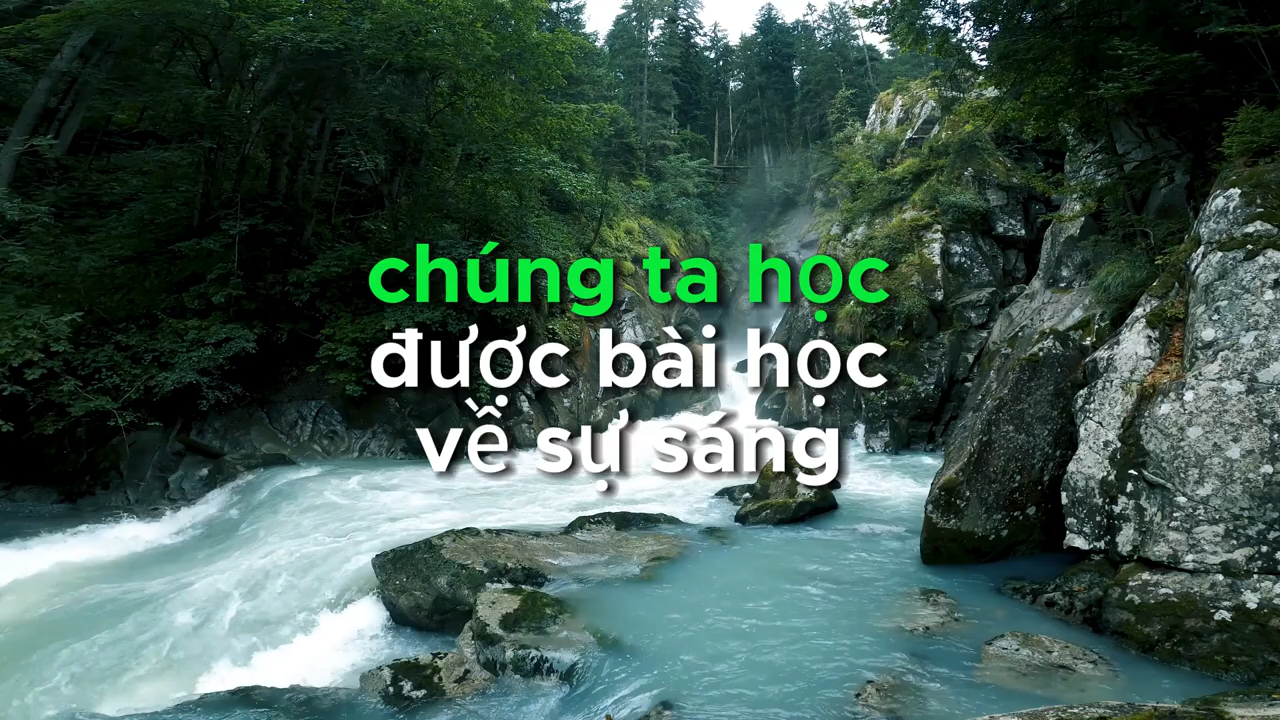 chúng ta học
được bài học
về sự sáng